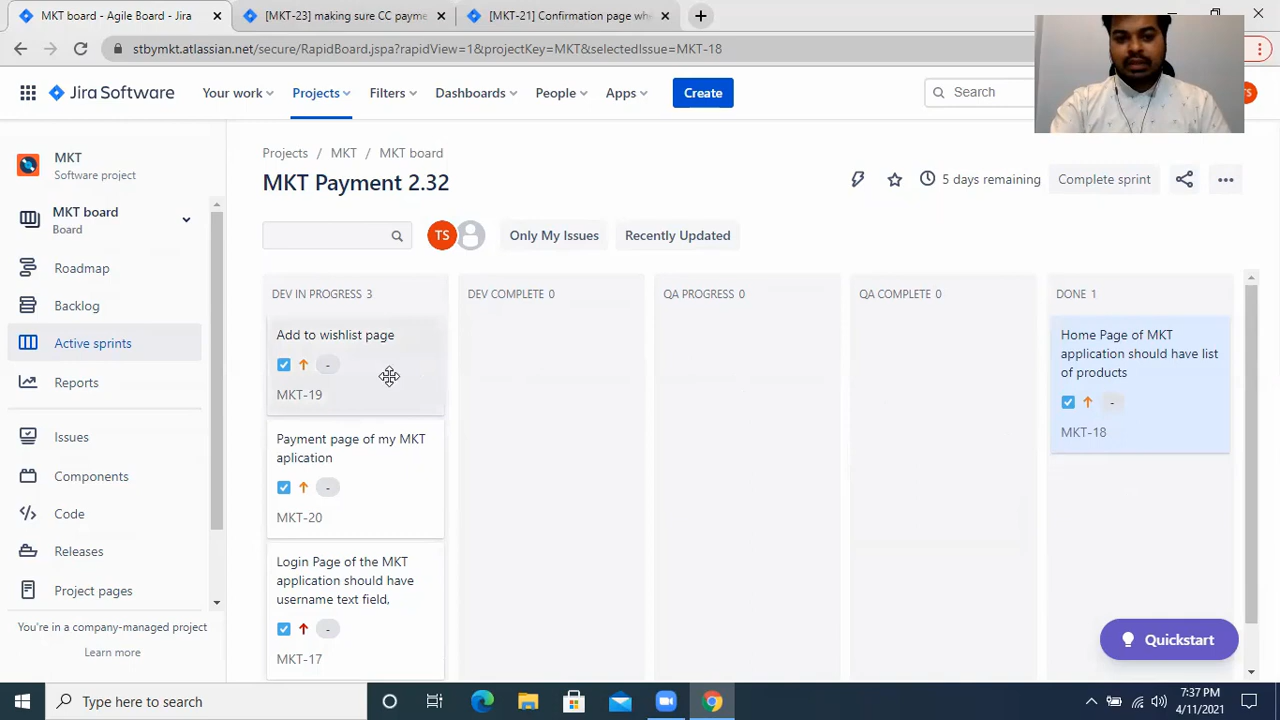 MKT board - Agile Board - Jira
[MKT-23] making sure CC payme
[MKT-21] Confirmation page wh
stbymkt.atlassian.net/secure/RapidBoard.jspa?rapidView=1&projectKey=MKT&selectedIssue=MKT-18
Jira Software
Your work
Projects
Filters
Dashboards
People
Apps
Create
Search
TS
MKT
Software project
MKT board
Board
Roadmap
Backlog
Active sprints
Reports
Issues
Components
Code
Releases
Project pages
You're in a company-managed project
Learn more
Projects / MKT / MKT board
MKT Payment 2.32
5 days remaining
Complete sprint
TS
Only My Issues
Recently Updated
DEV IN PROGRESS 3
Add to wishlist page
-
MKT-19
Payment page of my MKT
aplication
-
MKT-20
Login Page of the MKT
application should have
username text field,
-
MKT-17
DEV COMPLETE 0
QA PROGRESS 0
QA COMPLETE 0
DONE 1
Home Page of MKT
application should have list
of products
-
MKT-18
Quickstart
Type here to search
7:37 PM
4/11/2021